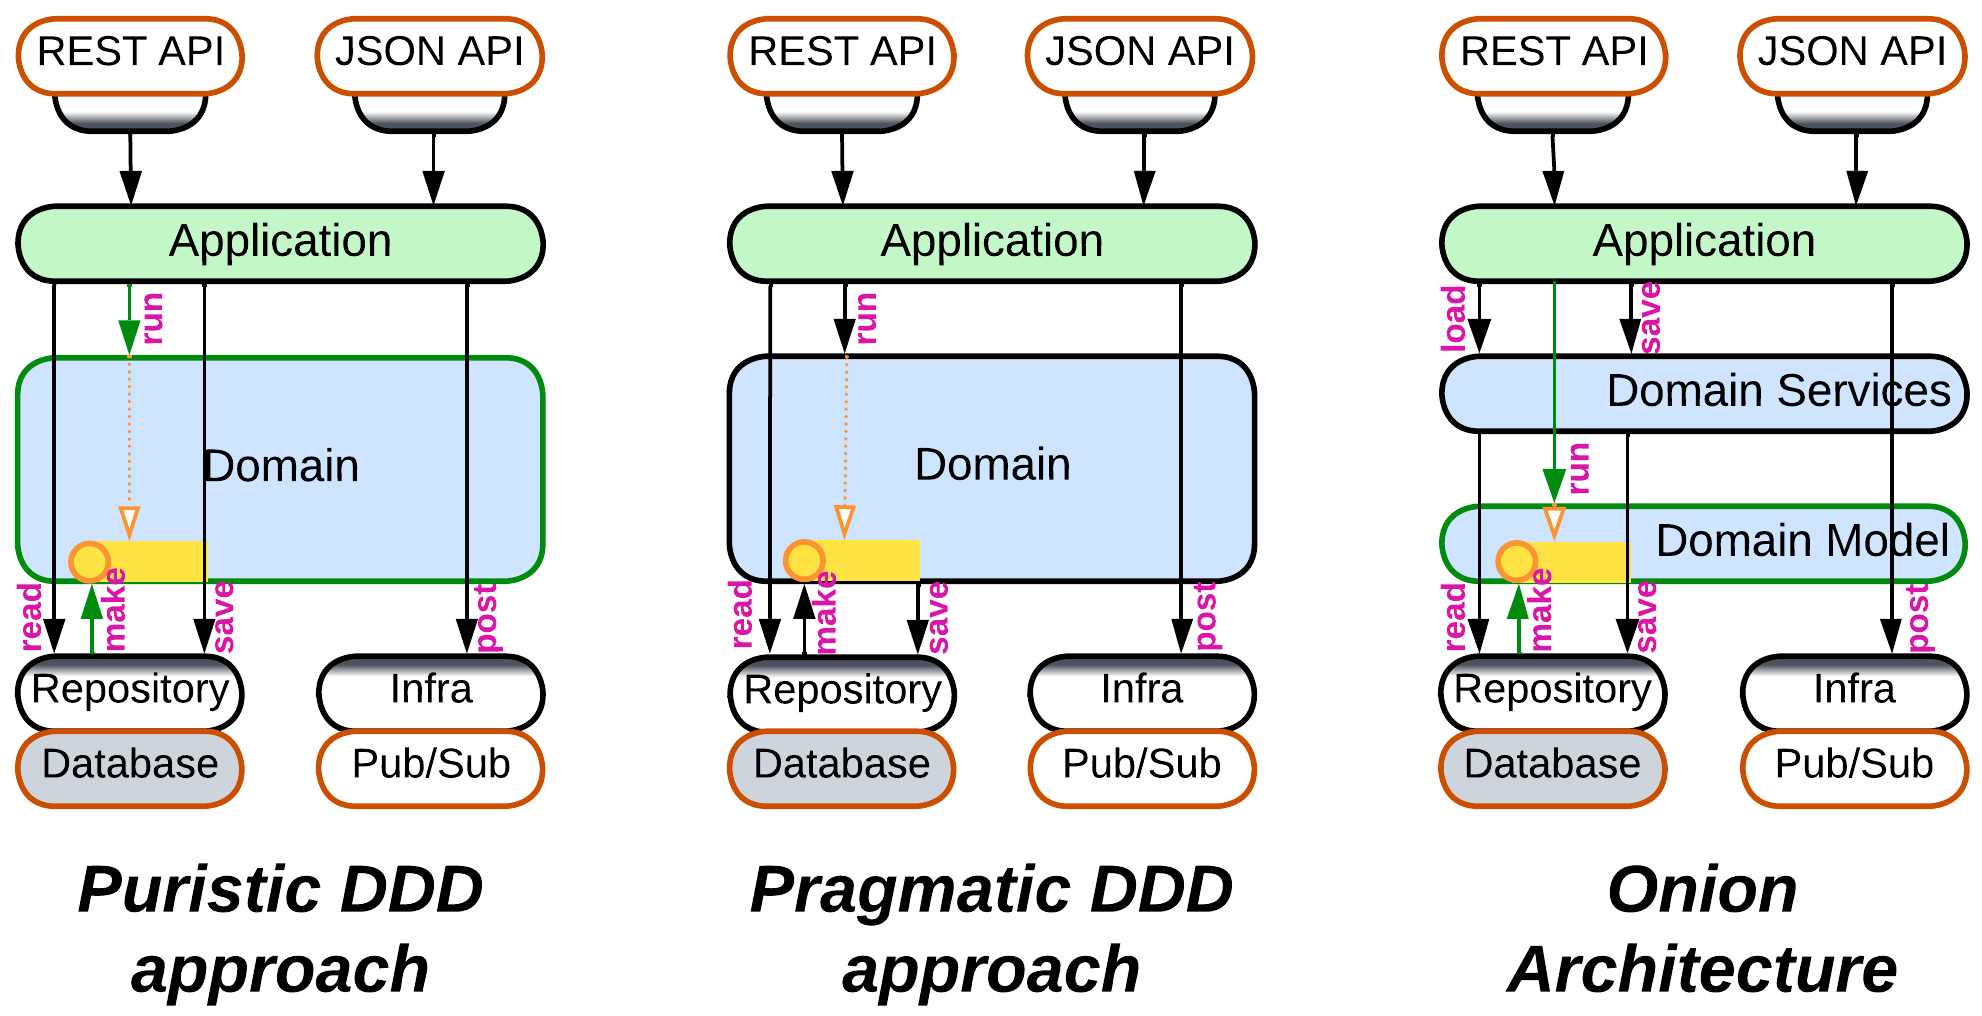 REST API
JSON API
Application
run
Domain
read
make
save
post
Repository
Infra
Database
Pub/Sub
Puristic DDD
approach
REST API
JSON API
Application
run
Domain
read
make
save
post
Repository
Infra
Database
Pub/Sub
Pragmatic DDD
approach
REST API
JSON API
Application
load
save
Domain Services
run
Domain Model
read
make
save
post
Repository
Infra
Database
Pub/Sub
Onion
Architecture